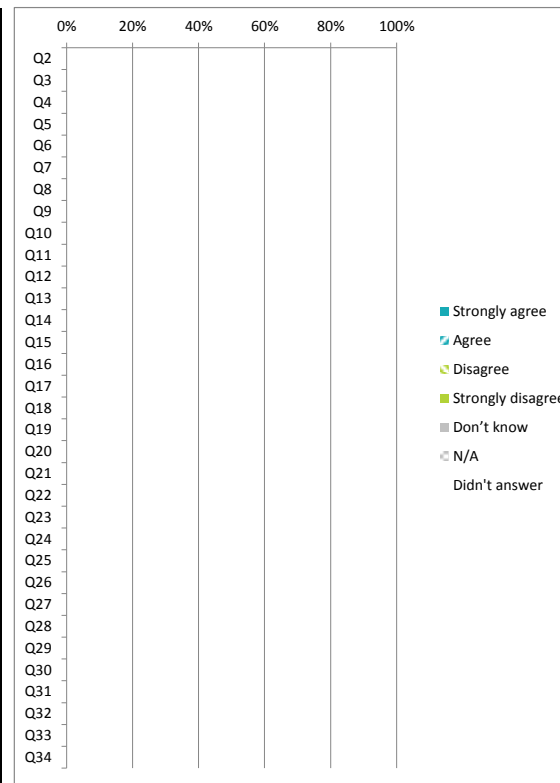 0% 20% 40% 60% 80% 100%
Q2
Q3
Q4
Q5
Q6
Q7
Q8
Q9
Q10
Q11
Q12
Q13
Q14
Q15
Q16
Q17
Q18
Q19
Q20
Q21
Q22
Q23
Q24
Q25
Q26
Q27
Q28
Q29
Q30
Q31
Q32
Q33
Q34
Strongly agree
Agree
Disagree
Strongly disagree
Don’t know
N/A
Didn't answer